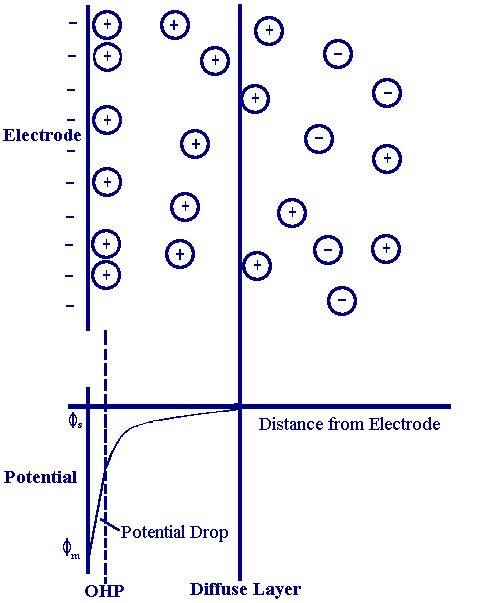 Electrode
ϕs
Distance from Electrode
Potential
Potential Drop
ϕm
OHP
Diffuse Layer